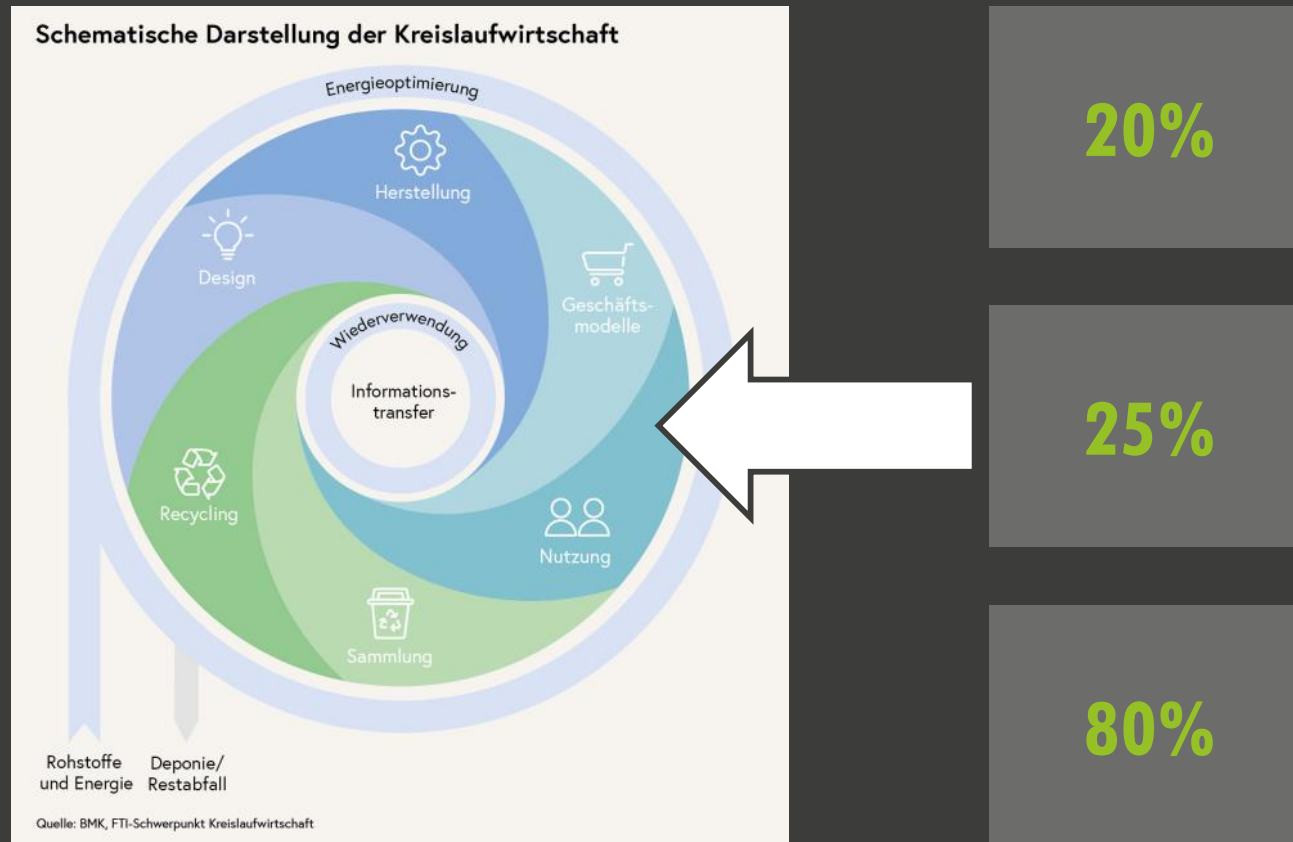 Schematische Darstellung der Kreislaufwirtschaft
Energieoptimierung
Herstellung
Design
Geschäfts-
modelle
Wiederverwendung
Informations-
transfer
Recycling
Nutzung
Sammlung
Rohstoffe
und Energie
Deponie/
Restabfall
Quelle: BMK, FTI-Schwerpunkt Kreislaufwirtschaft
20%
25%
80%